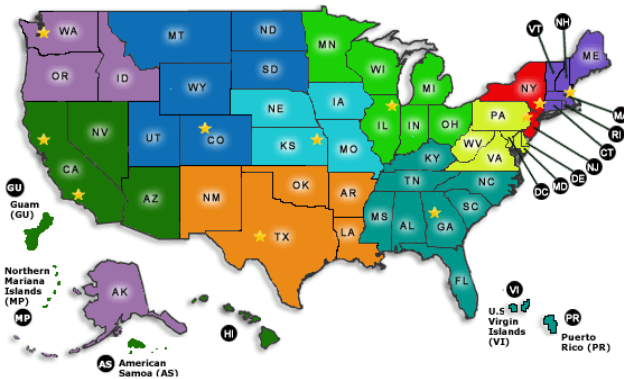 WA
MT
ND
MN
VT
NH
ME
OR
ID
SD
WI
MI
NY
WY
MA
RI
CT
NJ
DE
MD
DC
NV
UT
CO
NE
IA
IL
IN
OH
PA
WV
VA
KS
MO
KY
CA
AZ
NM
OK
AR
TN
NC
SC
MS
AL
GA
TX
LA
FL
GU
Guam
(GU)
Northern
Mariana
Islands
(MP)
MP
AK
HI
AS
American
Samoa (AS)
VI
U.S
Virgin
Islands
(VI)
PR
Puerto
Rico (PR)